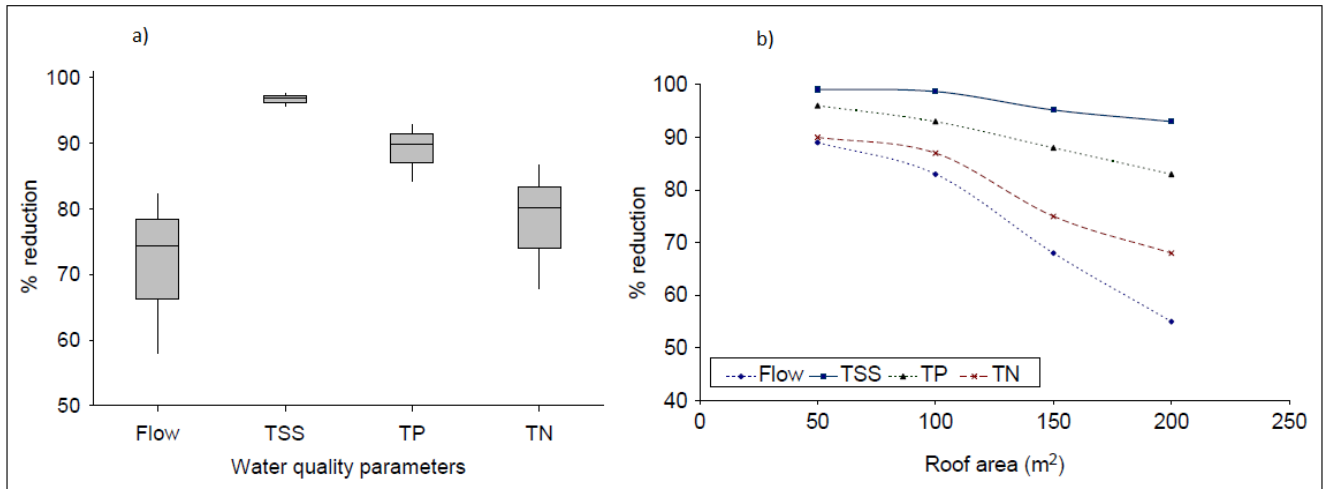 a)
100
90
80
70
60
50
% reduction
Flow TSS TP TN
Water quality parameters
b)
100
90
80
70
60
50
40
% reduction
Flow TSS TP TN
0 50 100 150 200 250
Roof area (m²)